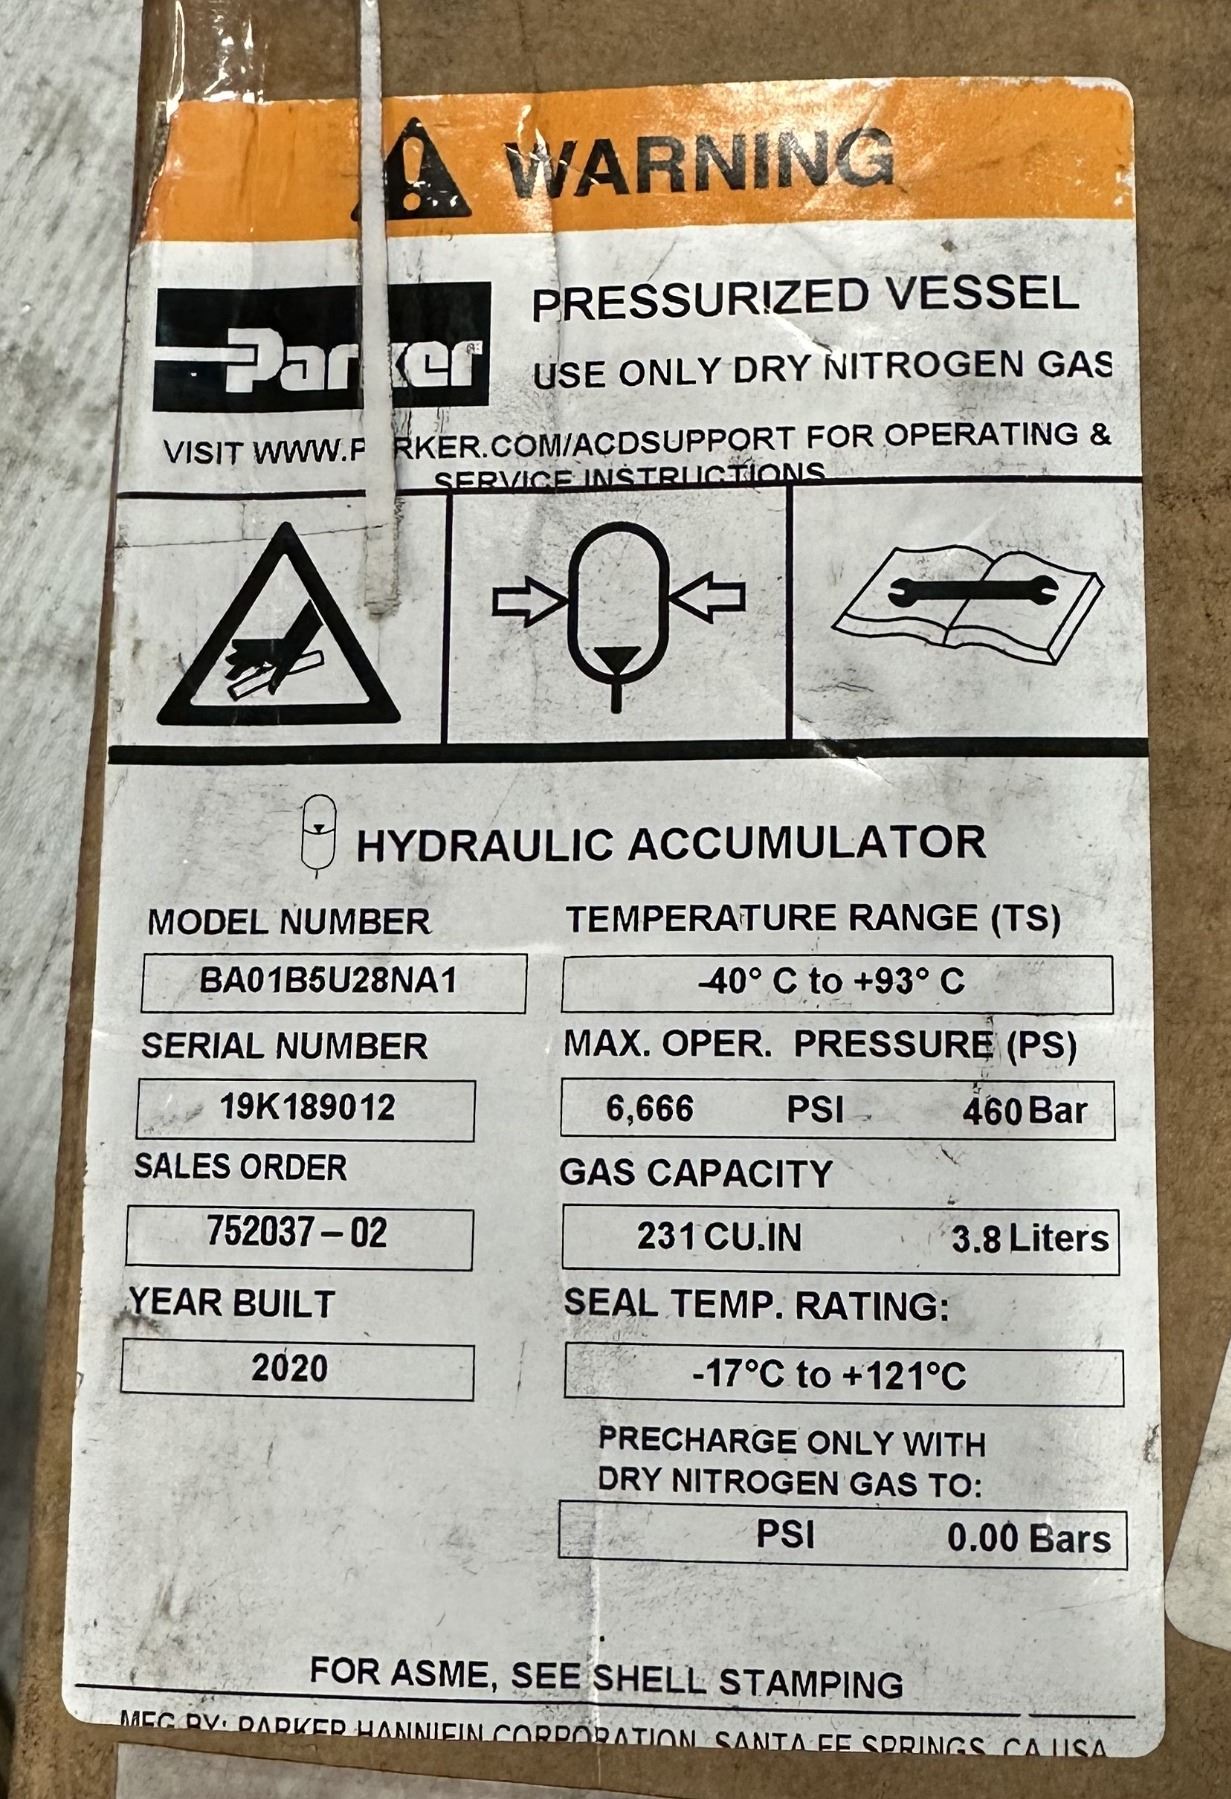 WARNING
Parker
PRESSURIZED VESSEL
USE ONLY DRY NITROGEN GAS
VISIT WWW.P RKER.COM/ACDSUPPORT FOR OPERATING &
SERVICE INSTRUCTIONS
HYDRAULIC ACCUMULATOR
MODEL NUMBER
BA01B5U28NA1
SERIAL NUMBER
19K189012
SALES ORDER
752037-02
YEAR BUILT
2020
TEMPERATURE RANGE (TS)
-40° C to +93° C
MAX. OPER. PRESSURE (PS)
6,666 PSI 460 Bar
GAS CAPACITY
231 CU.IN 3.8 Liters
SEAL TEMP. RATING:
-17°C to +121°C
PRECHARGE ONLY WITH
DRY NITROGEN GAS TO:
PSI 0.00 Bars
FOR ASME, SEE SHELL STAMPING
MFG BY: PARKER HANNIFIN CORPORATION, SANTA FE SPRINGS, CA USA